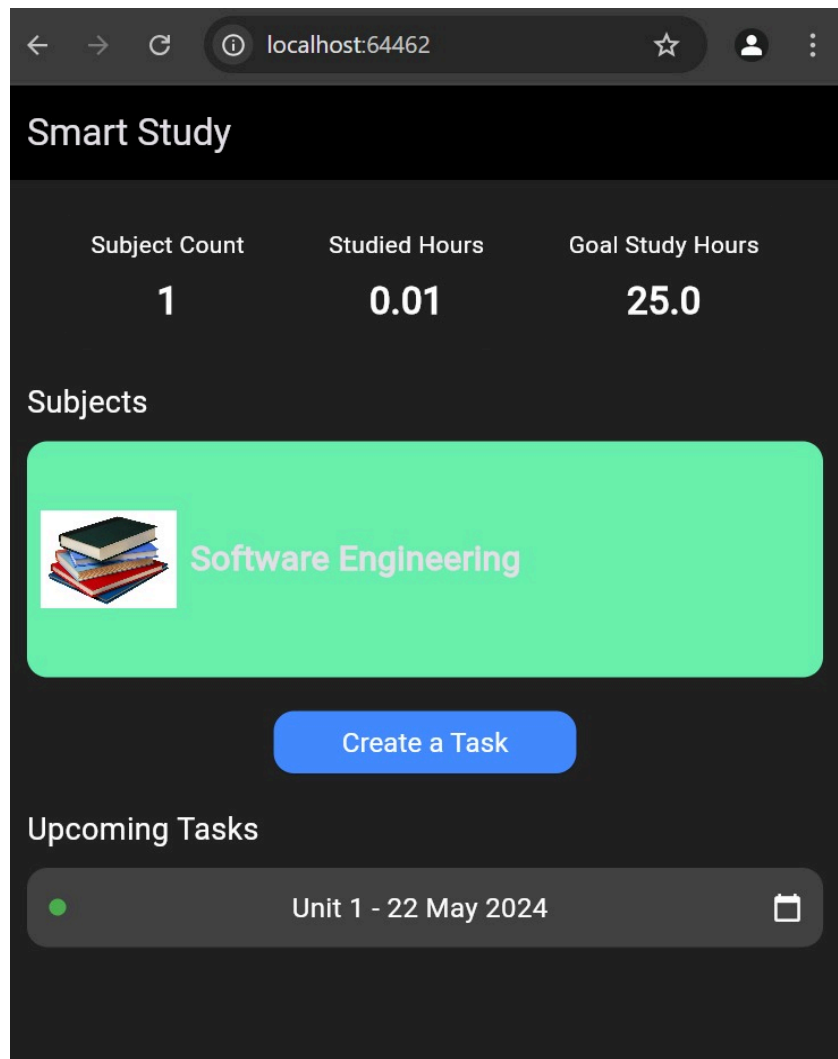 localhost:64462
Smart Study
Subject Count Studied Hours Goal Study Hours
1 0.01 25.0
Subjects
Software Engineering
Create a Task
Upcoming Tasks
Unit 1 - 22 May 2024